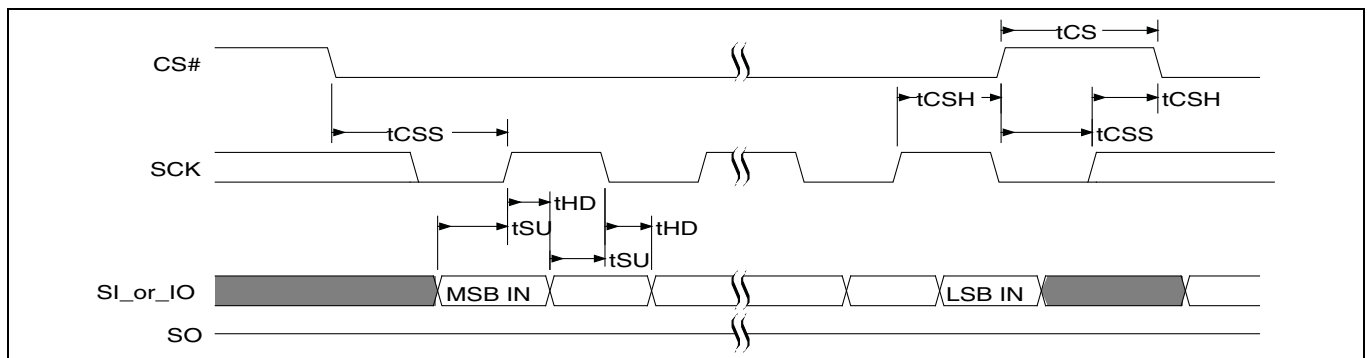 tCS
CS#
tCSH
tCSH
tCSS
tCSS
SCK
tHD
tSU
tHD
tSU
SI_or_IO
MSB IN
LSB IN
SO